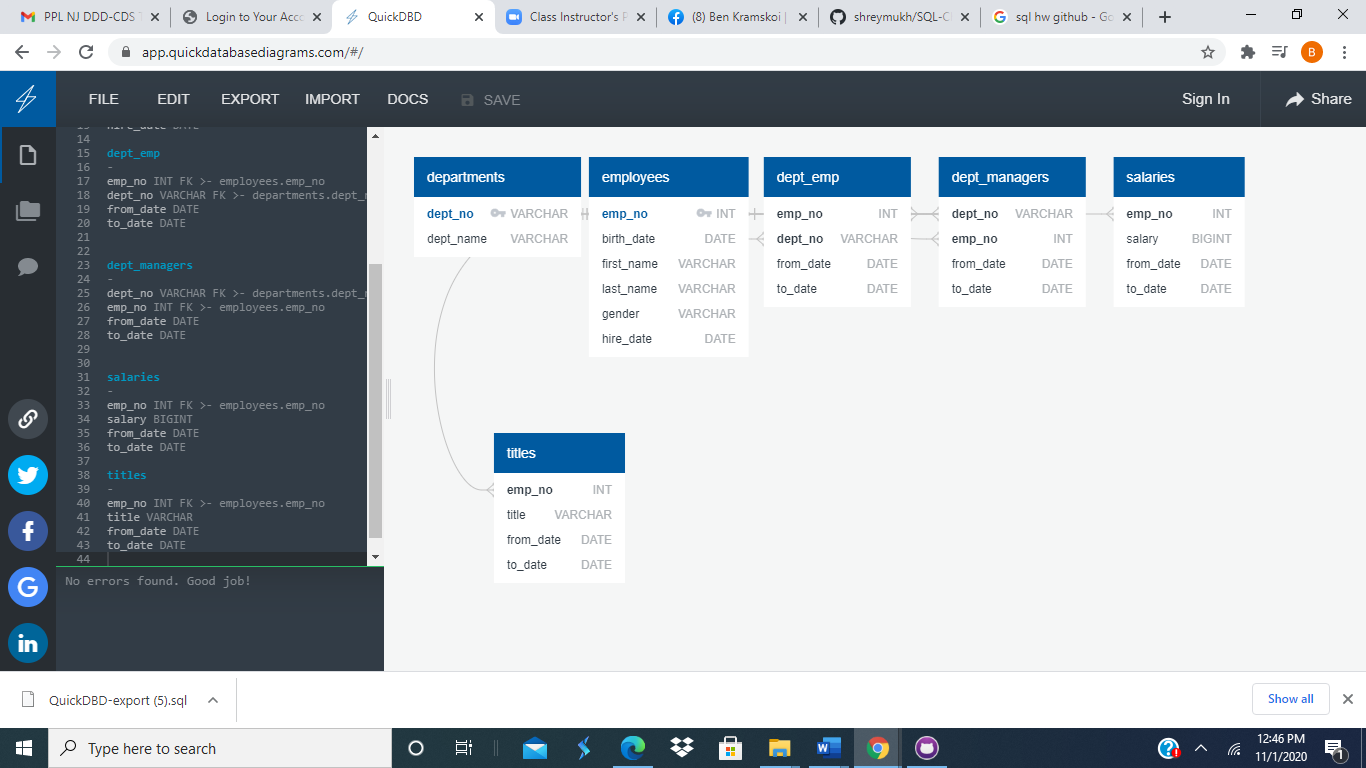 PPL NJ DDD-CDS T
Login to Your Acco
QuickDBD
Class Instructor's P
(8) Ben Kramskoi |
shreymukh/SQL-C
sql hw github - Go
app.quickdatabasediagrams.com/#/
B
FILE EDIT EXPORT IMPORT DOCS SAVE Sign In Share
13 hire_date DATE
14
15 dept_emp
16 -
17 emp_no INT FK >- employees.emp_no
18 dept_no VARCHAR FK >- departments.dept_n
19 from_date DATE
20 to_date DATE
21
22
23 dept_managers
24 -
25 dept_no VARCHAR FK >- departments.dept_n
26 emp_no INT FK >- employees.emp_no
27 from_date DATE
28 to_date DATE
29
30
31 salaries
32 -
33 emp_no INT FK >- employees.emp_no
34 salary BIGINT
35 from_date DATE
36 to_date DATE
37
38 titles
39 -
40 emp_no INT FK >- employees.emp_no
41 title VARCHAR
42 from_date DATE
43 to_date DATE
44
No errors found. Good job!
departments
dept_no VARCHAR
dept_name VARCHAR
employees
emp_no INT
birth_date DATE
first_name VARCHAR
last_name VARCHAR
gender VARCHAR
hire_date DATE
dept_emp
emp_no INT
dept_no VARCHAR
from_date DATE
to_date DATE
dept_managers
dept_no VARCHAR
emp_no INT
from_date DATE
to_date DATE
salaries
emp_no INT
salary BIGINT
from_date DATE
to_date DATE
titles
emp_no INT
title VARCHAR
from_date DATE
to_date DATE
QuickDBD-export (5).sql
Show all
Type here to search
12:46 PM
11/1/2020
1